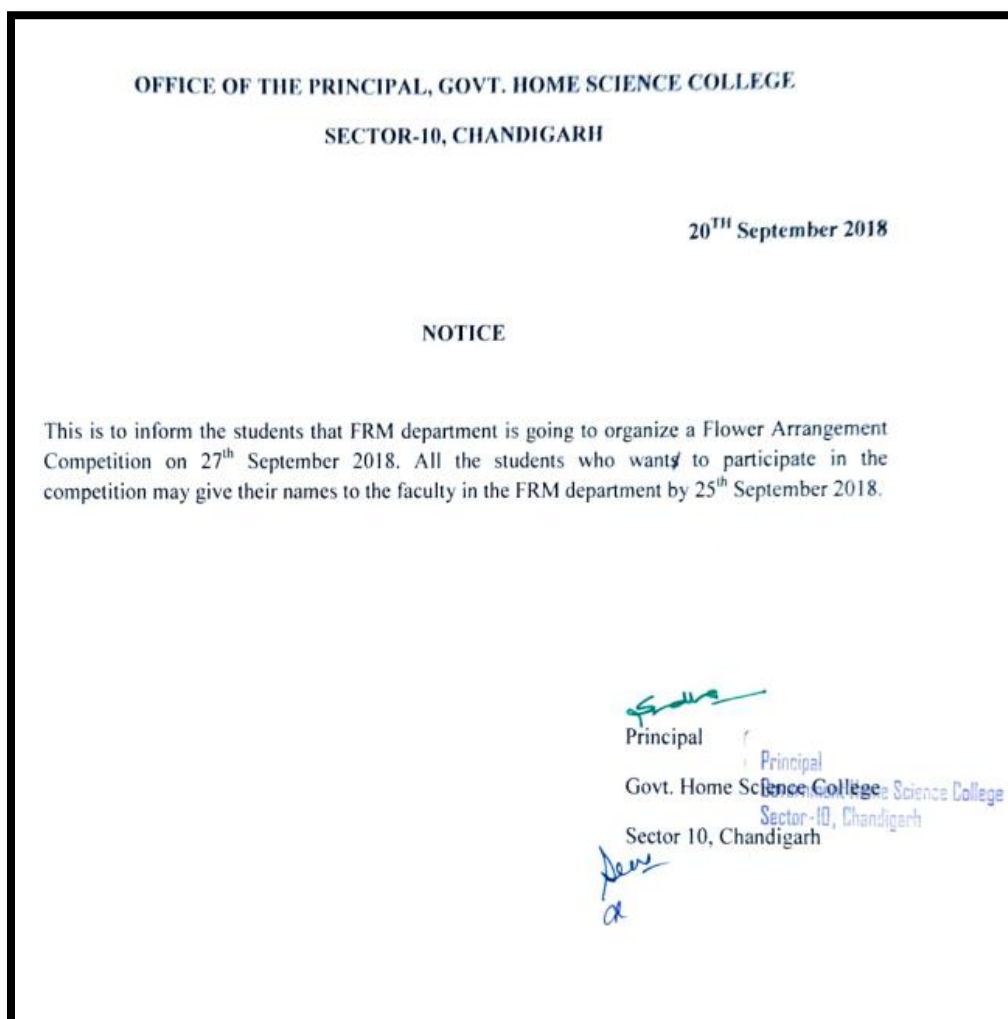 OFFICE OF THE PRINCIPAL, GOVT. HOME SCIENCE COLLEGE
SECTOR-10, CHANDIGARH
20TH September 2018
NOTICE
This is to inform the students that FRM department is going to organize a Flower Arrangement
Competition on 27th September 2018. All the students who want to participate in the
competition may give their names to the faculty in the FRM department by 25th September 2018.
Principal
Principal
Govt. Home Science College
Government Home Science College
Sector-10, Chandigarh
Sector 10, Chandigarh